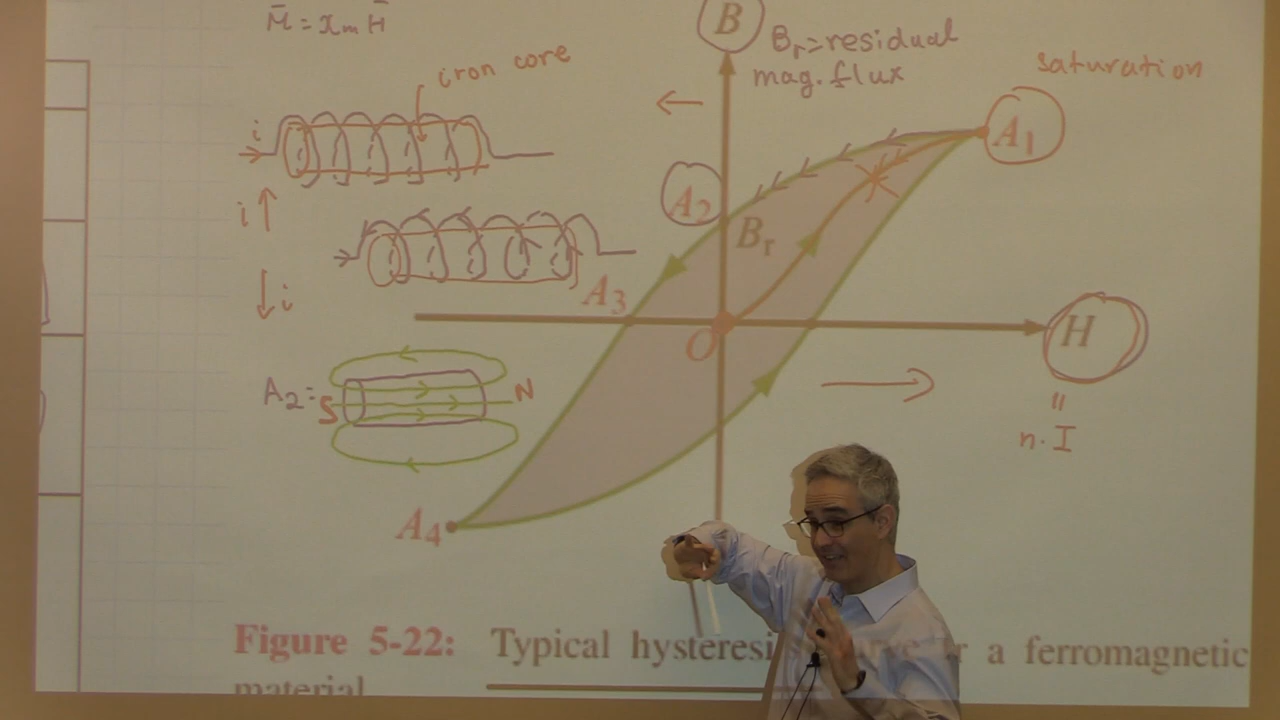 M̄ = χm H̄
iron core
i
i ↑
↓ i
A2 =
S
N
B
Br = residual
mag. flux
saturation
A1
A2
Br
A3
O
H
"
n. I
A4
Figure 5-22: Typical hysteresis r a ferromagnetic
material